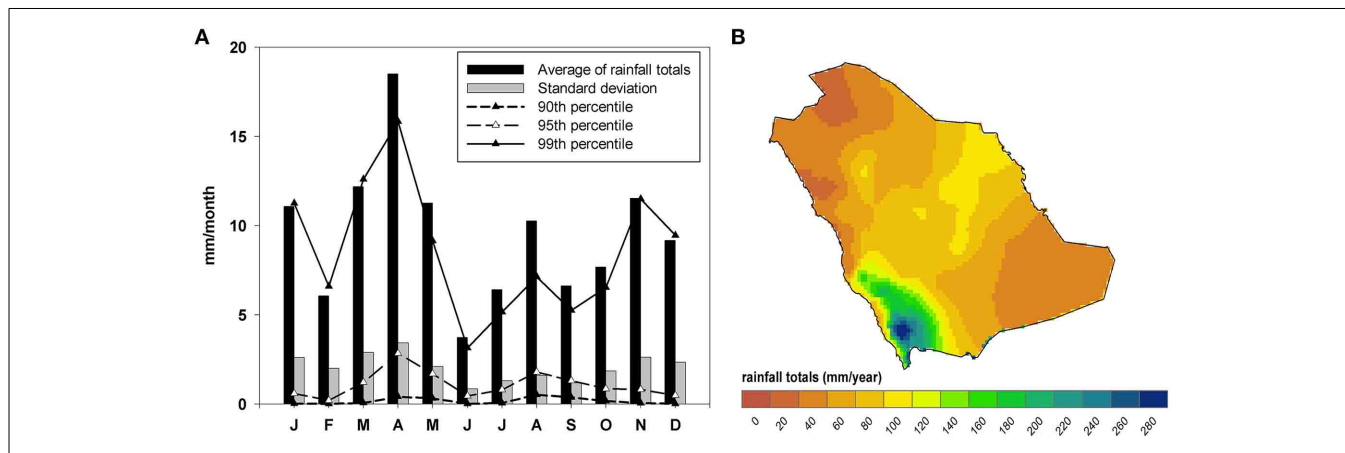 A
20
15
10
5
0
mm/month
Average of rainfall totals
Standard deviation
90th percentile
95th percentile
99th percentile
J F M A M J J A S O N D
B
rainfall totals (mm/year)
0 20 40 60 80 100 120 140 160 180 200 220 240 260 280